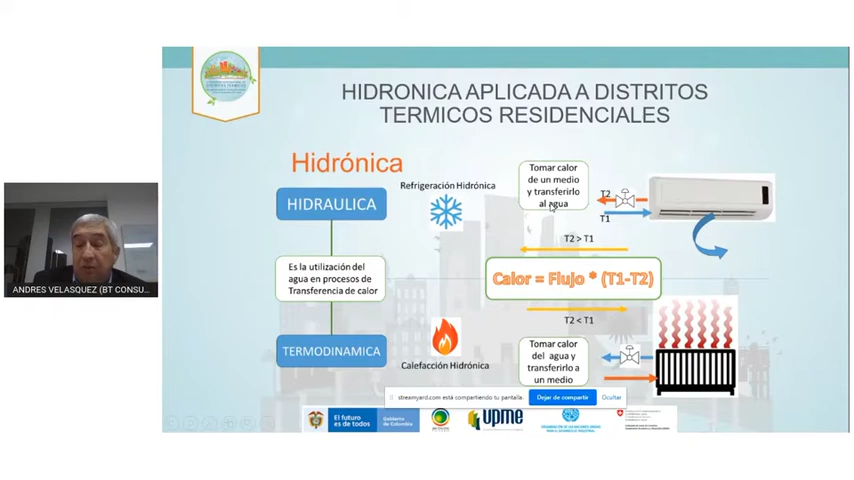 HIDRONICA APLICADA A DISTRITOS
TERMICOS RESIDENCIALES
Hidrónica
HIDRAULICA
Es la utilización del
agua en procesos de
Transferencia de calor
TERMODINAMICA
Refrigeración Hidrónica
Calefacción Hidrónica
Tomar calor
de un medio
y transferirlo
al agua
T2
T1
T2 > T1
Calor = Flujo * (T1-T2)
T2 < T1
Tomar calor
del agua y
transferirlo a
un medio
streamyard.com está compartiendo tu pantalla.
Dejar de compartir
Ocultar
El futuro
es de todos
Gobierno
de Colombia
upme
ANDRES VELASQUEZ (BT CONSU...